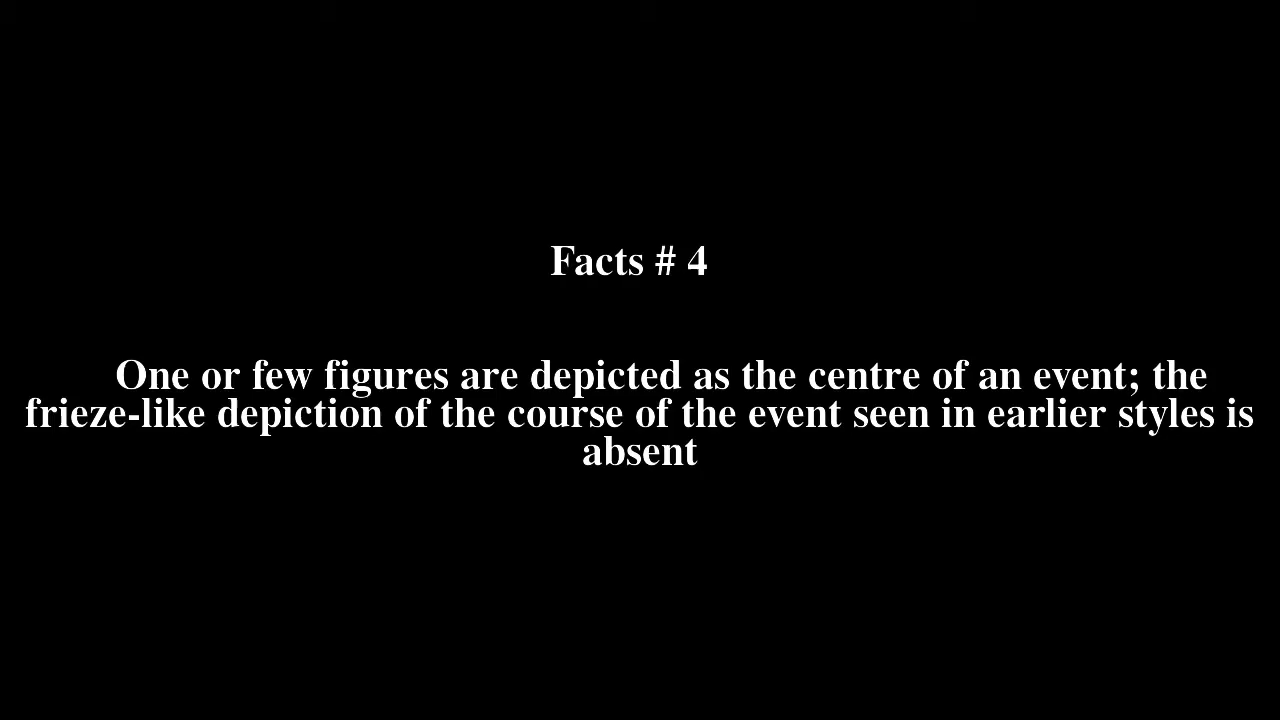 Facts # 4
One or few figures are depicted as the centre of an event; the
frieze-like depiction of the course of the event seen in earlier styles is
absent